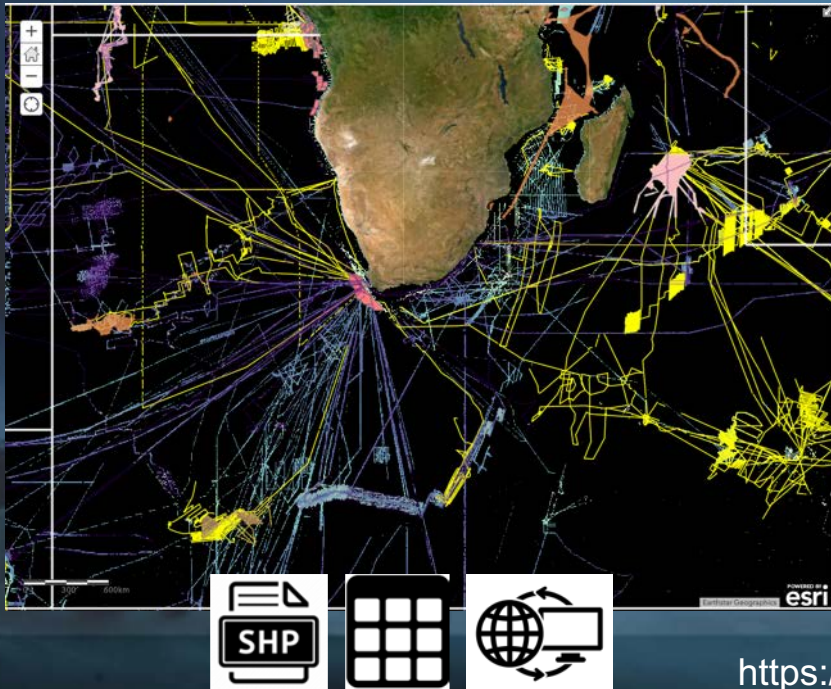 +
−
300
600km
Earthstar Geographics
POWERED BY
esri
SHP
https:/